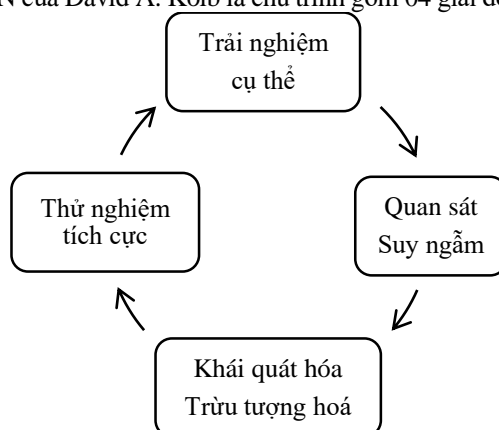 của David A. Kolb là chu trình gồm 04 giai
Trải nghiệm
cụ thể
Thử nghiệm
tích cực
Quan sát
Suy ngẫm
Khái quát hóa
Trừu tượng hoá